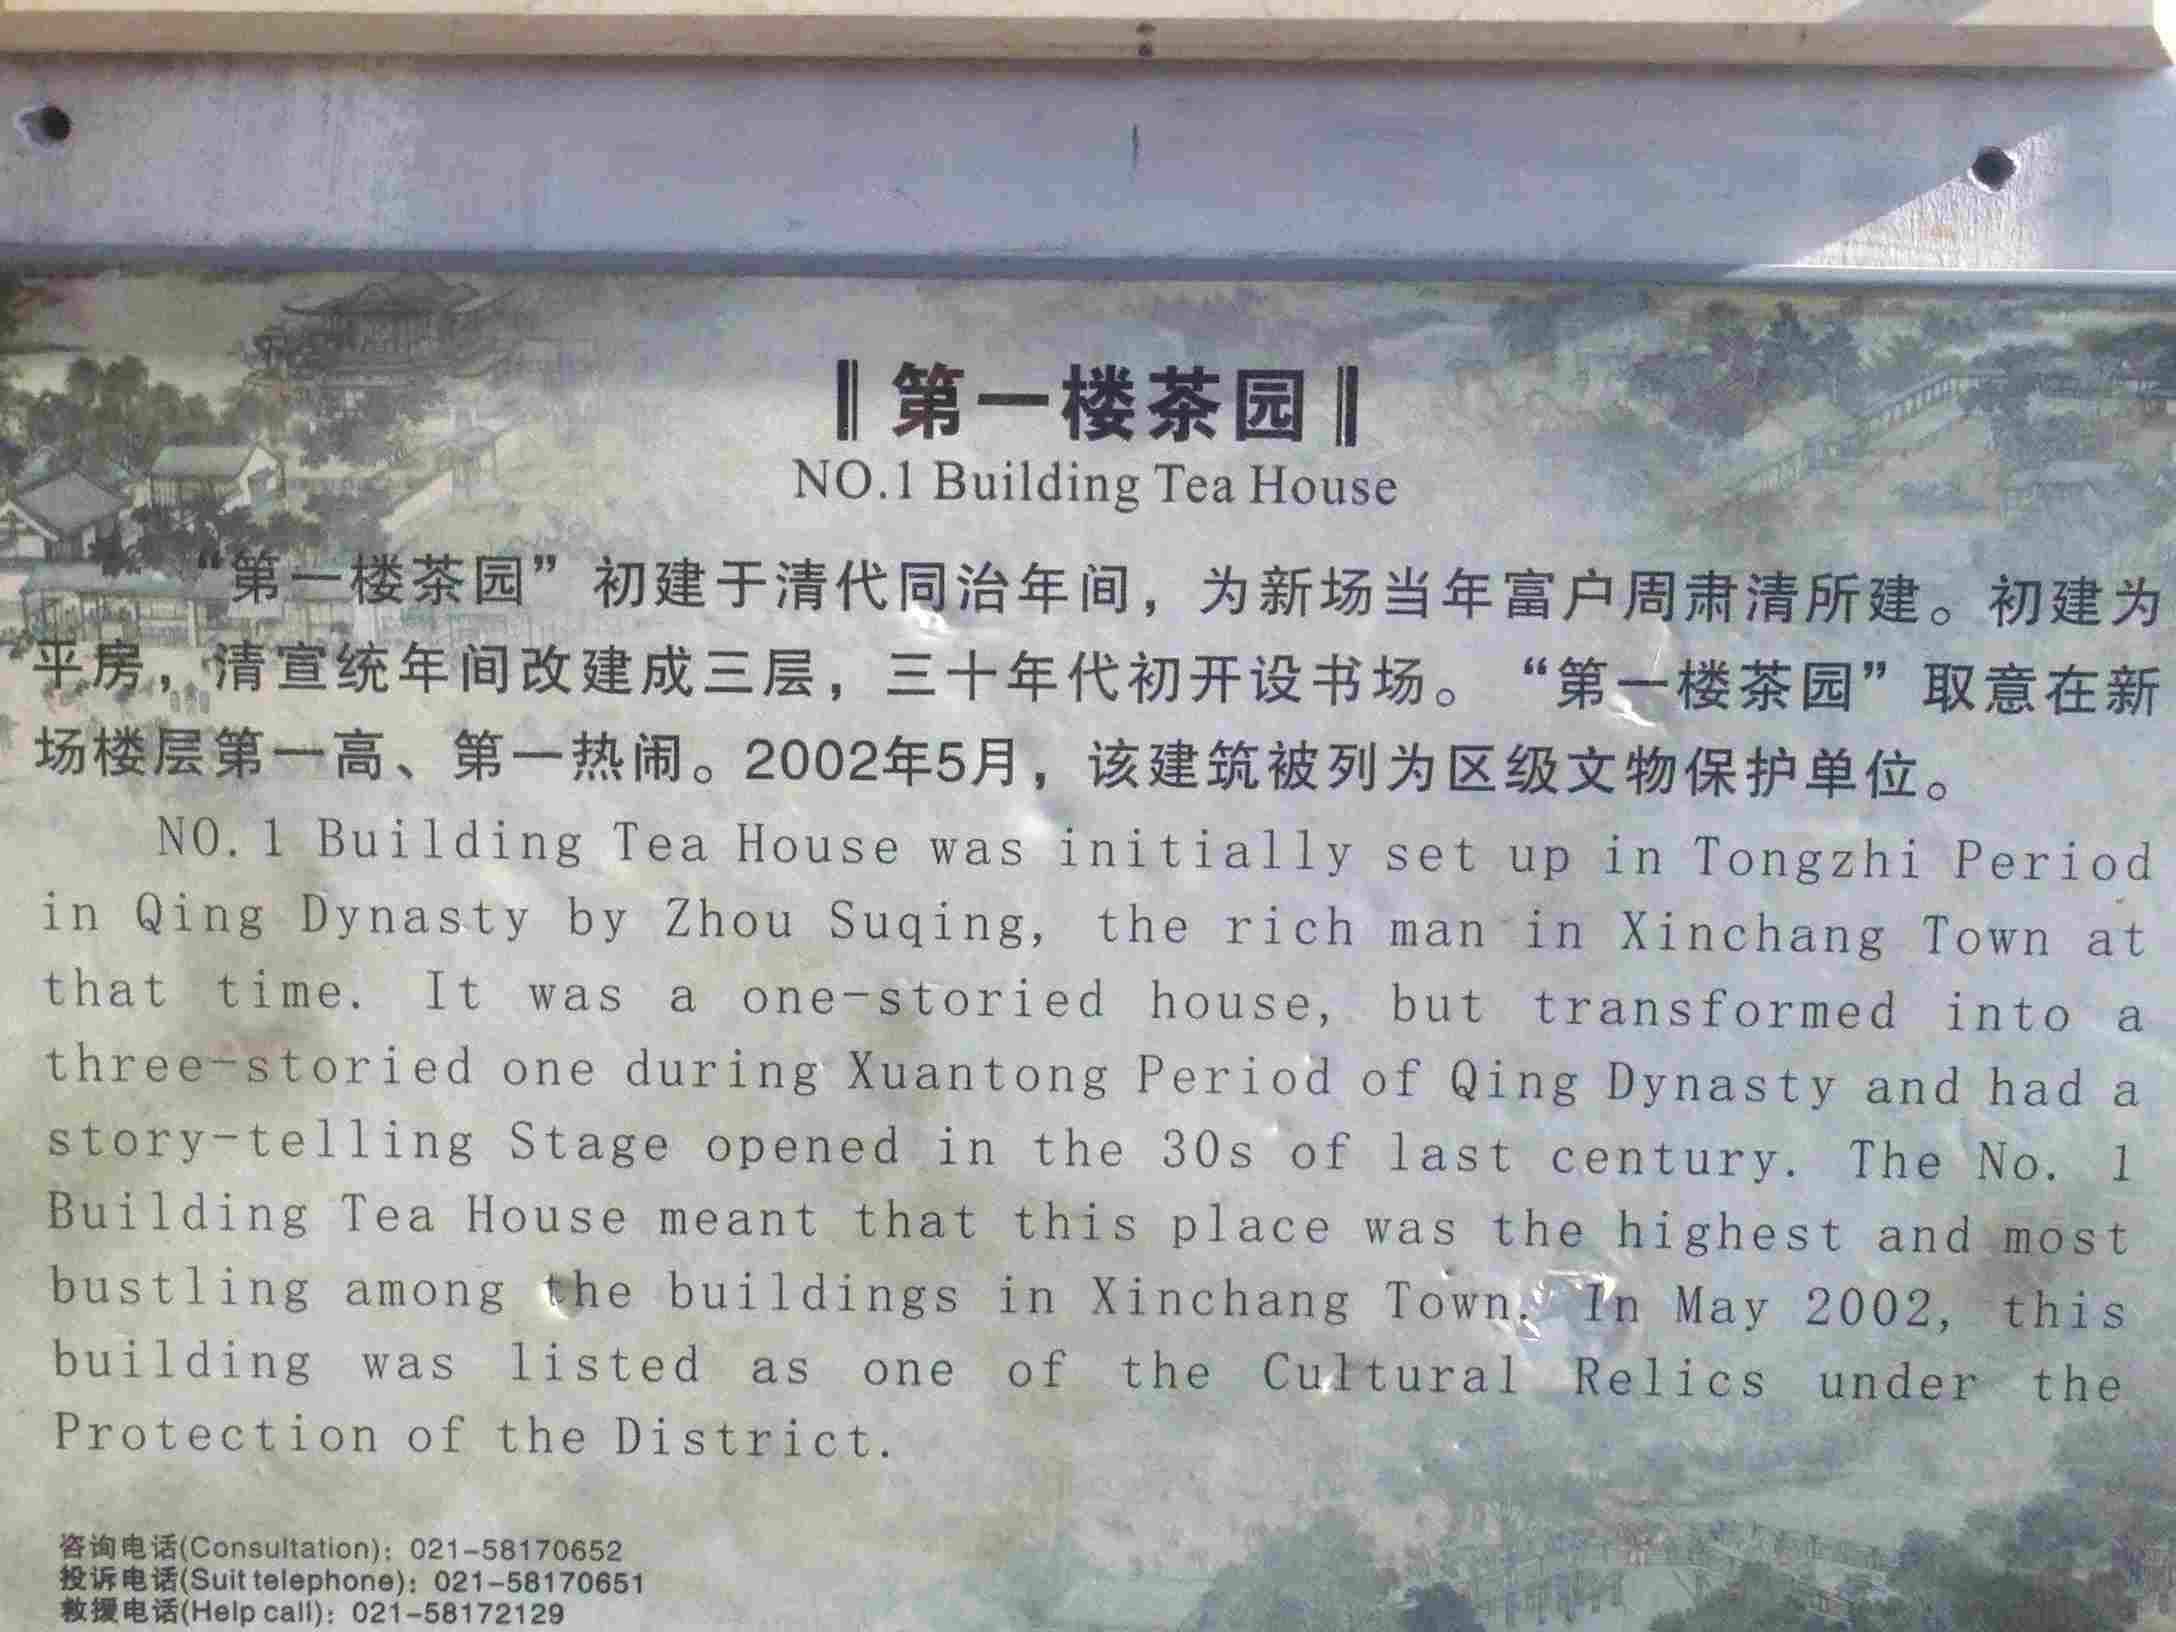 第一楼茶园
NO.1 Building Tea House
“第一楼茶园”初建于清代同治年间，为新场当年富户周肃清所建。初建为
平房，清宣统年间改建成三层，三十年代初开设书场。“第一楼茶园”取意在新
场楼层第一高、第一热闹。2002年5月，该建筑被列为区级文物保护单位。
NO.1 Building Tea House was initially set up in Tongzhi Period
in Qing Dynasty by Zhou Suqing, the rich man in Xinchang Town at
that time. It was a one-storied house, but transformed into a
three-storied one during Xuantong Period of Qing Dynasty and had a
story-telling Stage opened in the 30s of last century. The No. 1
Building Tea House meant that this place was the highest and most
bustling among the buildings in Xinchang Town. In May 2002, this
building was listed as one of the Cultural Relics under the
Protection of the District.
咨询电话(Consultation): 021-58170652
投诉电话(Suit telephone): 021-58170651
救援电话(Help call): 021-58172129